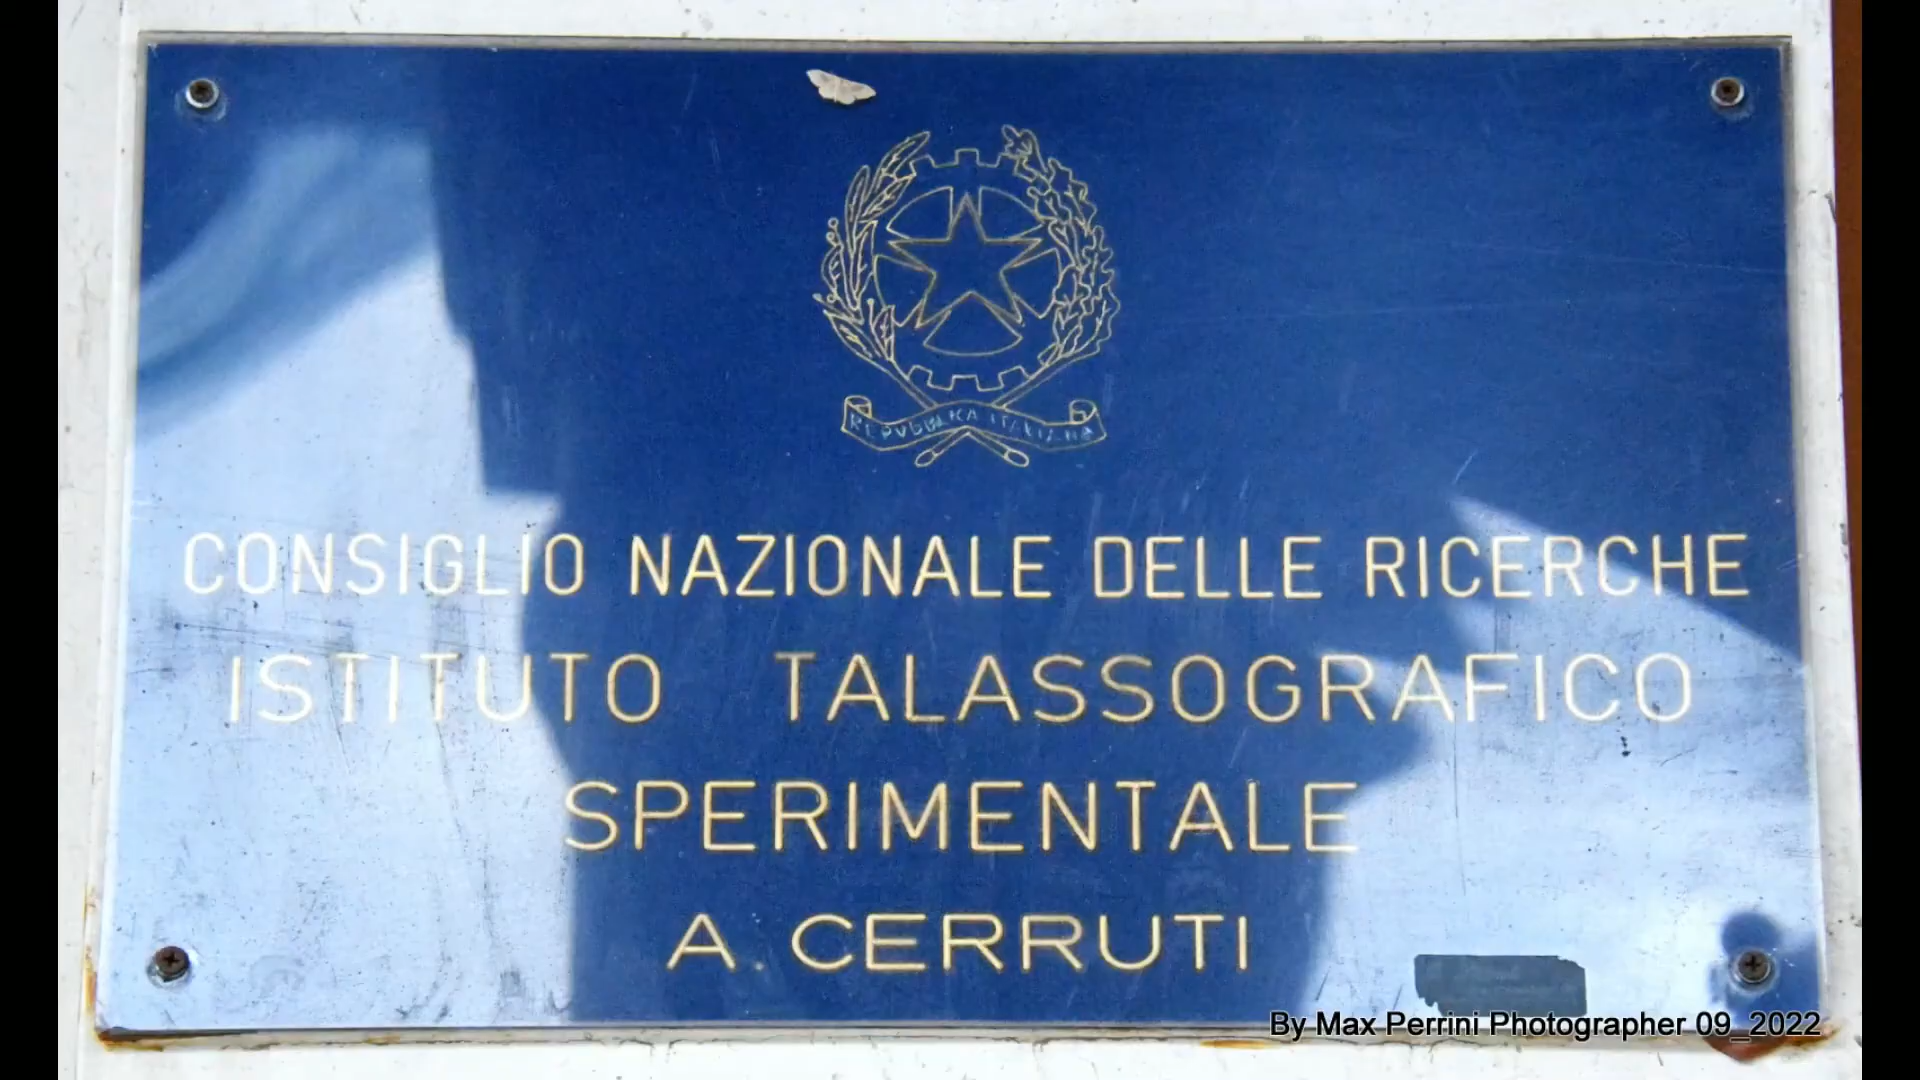 REPVBBLICA ITALIANA
CONSIGLIO NAZIONALE DELLE RICERCHE
ISTITUTO TALASSOGRAFICO
SPERIMENTALE
A. CERRUTI
By Max Perrini Photographer 09_2022